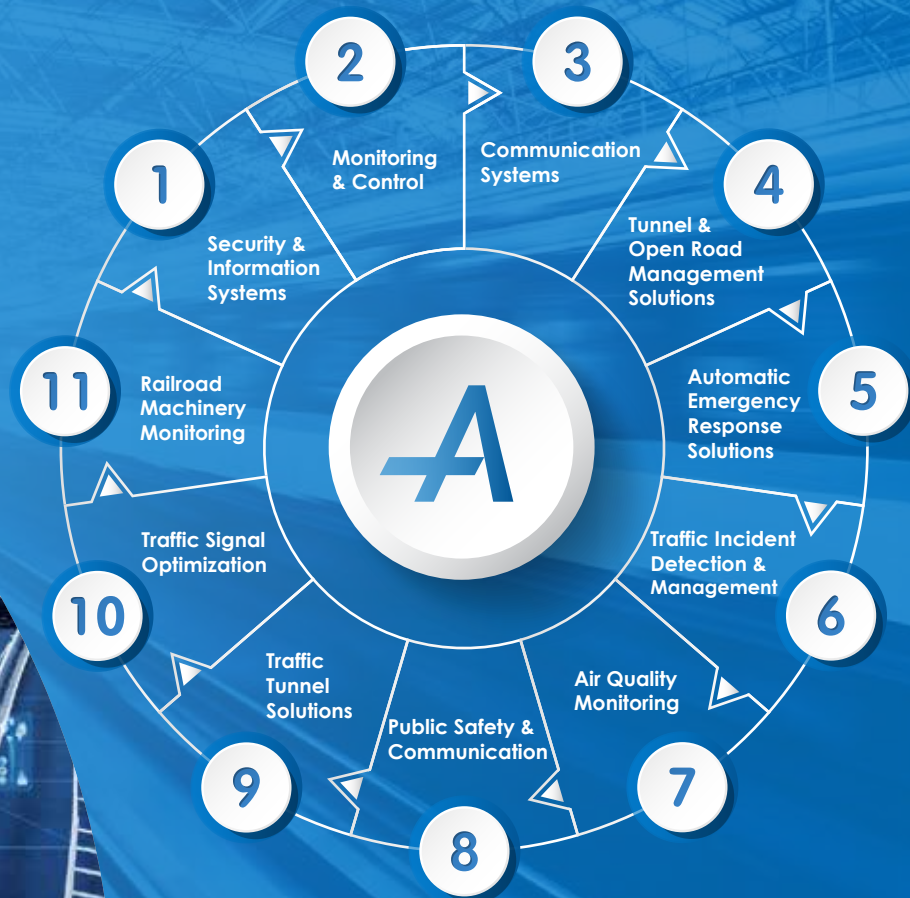 1
Security &
Information
Systems
2
Monitoring
& Control
3
Communication
Systems
4
Tunnel &
Open Road
Management
Solutions
5
Automatic
Emergency
Response
Solutions
6
Traffic Incident
Detection &
Management
7
Air Quality
Monitoring
8
Public Safety &
Communication
9
Traffic
Tunnel
Solutions
10
Traffic Signal
Optimization
11
Railroad
Machinery
Monitoring
A